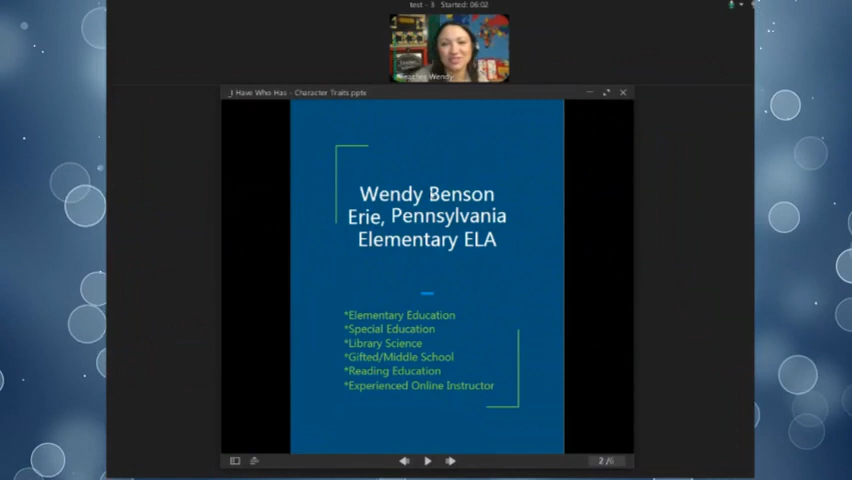 test - 3 Started: 06:02
Teacher Wendy
_I Have Who Has - Character Traits.pptx
Wendy Benson
Erie, Pennsylvania
Elementary ELA
*Elementary Education
*Special Education
*Library Science
*Gifted/Middle School
*Reading Education
*Experienced Online Instructor
2 /6